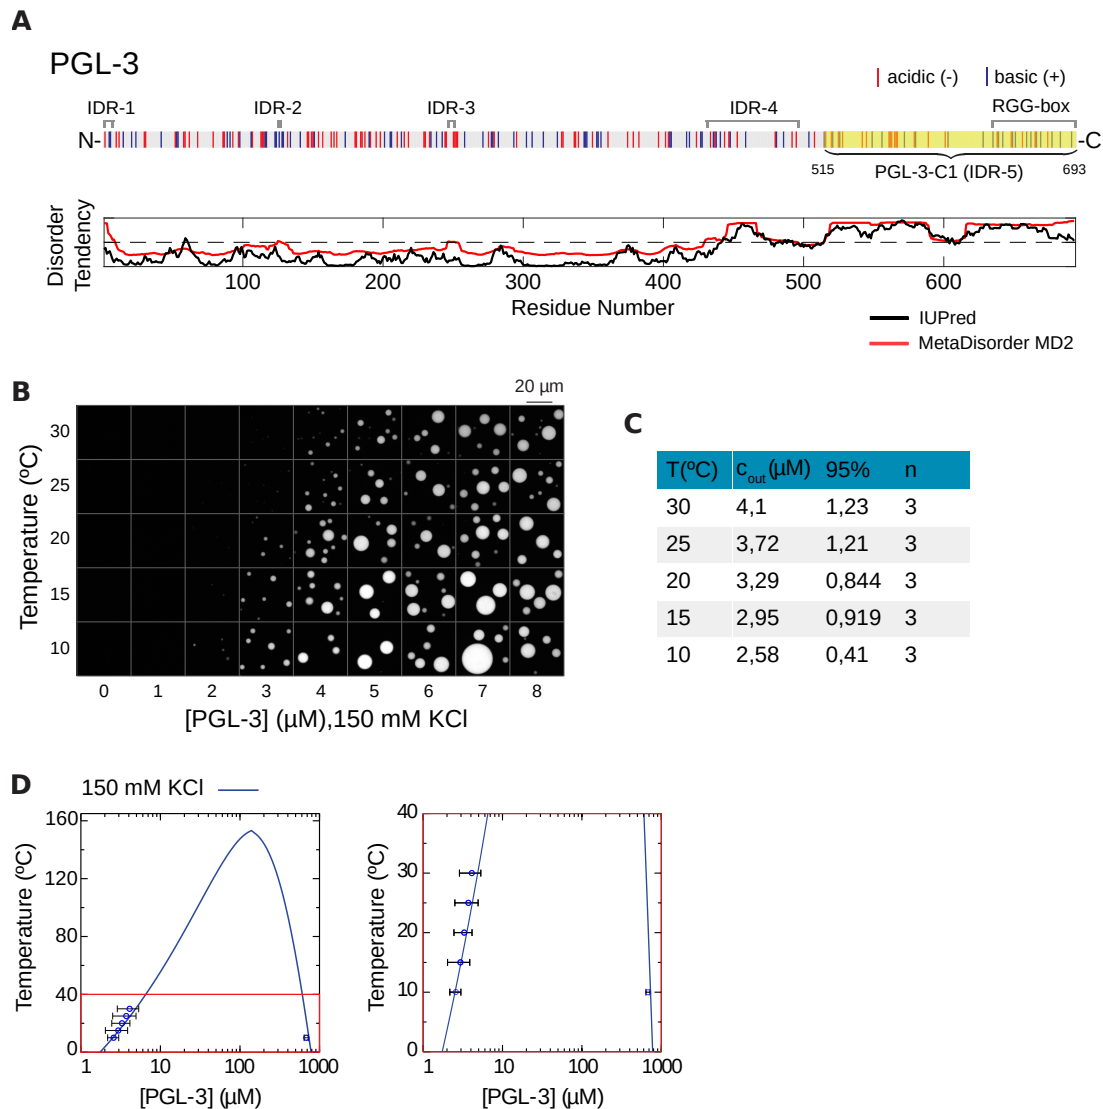 A
PGL-3
acidic (-)
basic (+)
IDR-1
IDR-2
IDR-3
IDR-4
RGG-box
N-
-C
515
PGL-3-C1 (IDR-5)
693
Disorder
Tendency
100
200
300
400
500
600
Residue Number
IUPred
MetaDisorder MD2
B
20 µm
Temperature (ºC)
30
25
20
15
10
0 1 2 3 4 5 6 7 8
[PGL-3] (µM),150 mM KCl
C
T(ºC) cout(µM) 95% n
30 4,1 1,23 3
25 3,72 1,21 3
20 3,29 0,844 3
15 2,95 0,919 3
10 2,58 0,41 3
D
150 mM KCl
Temperature (ºC)
160
120
80
40
0
1 10 100 1000
[PGL-3] (µM)
Temperature (ºC)
40
30
20
10
0
1 10 100 1000
[PGL-3] (µM)